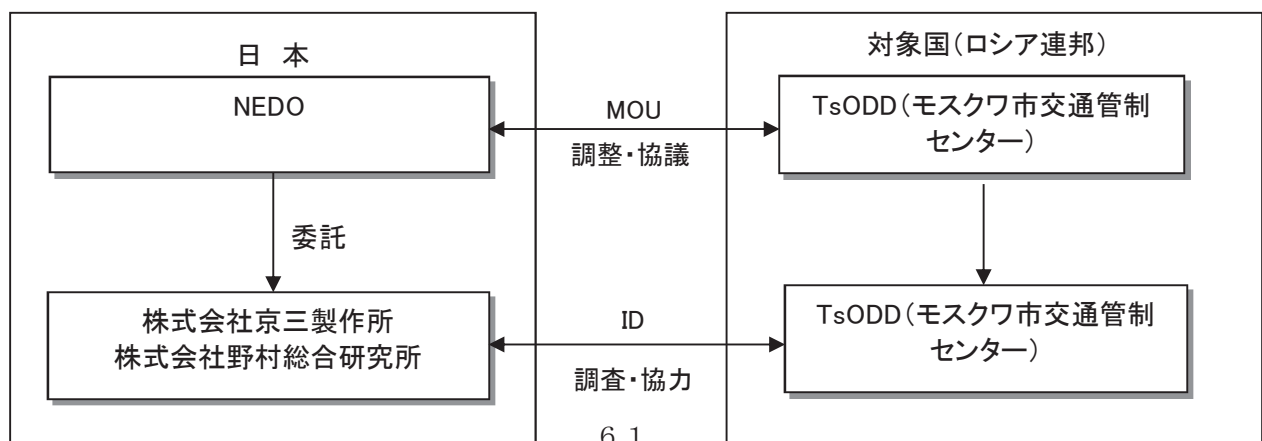 日 本
対象国(ロシア連邦)
NEDO
MOU
調整・協議
TsODD(モスクワ市交通管制
センター)
委託
株式会社京三製作所
株式会社野村総合研究所
ID
調査・協力
TsODD(モスクワ市交通管制
センター)
6.1